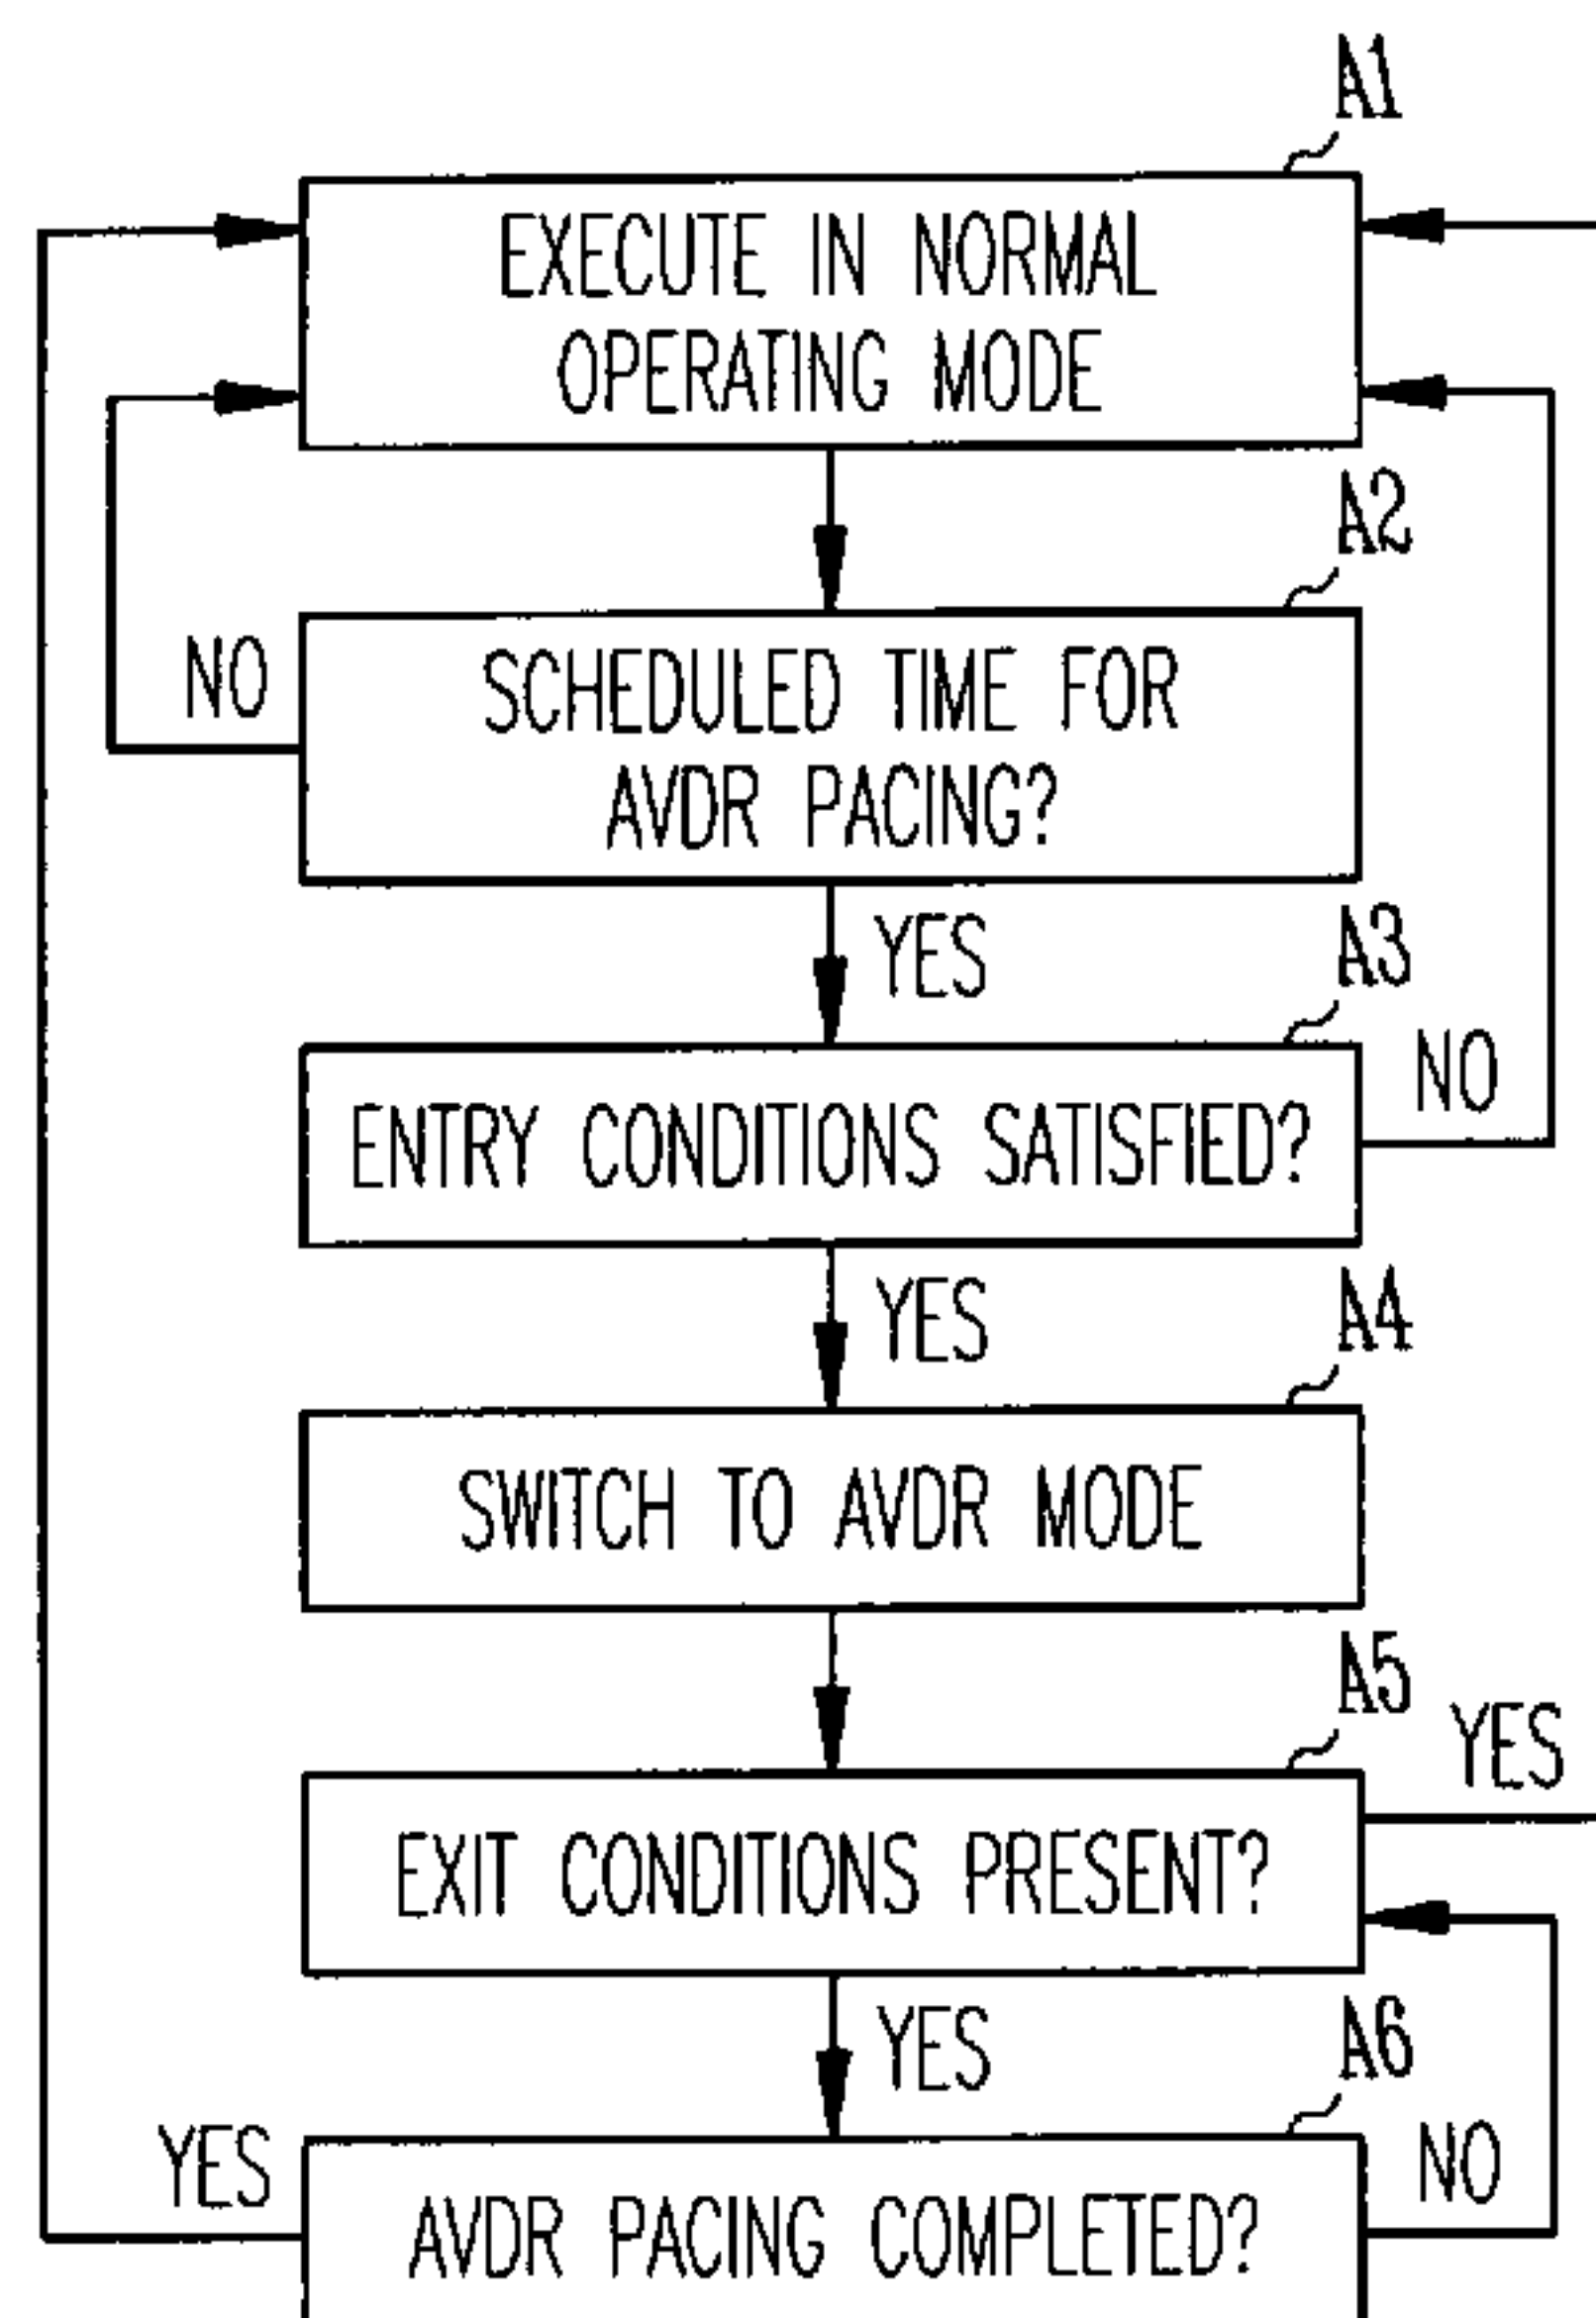 A1
EXECUTE IN NORMAL
OPERATING MODE
A2
NO
SCHEDULED TIME FOR
AVDR PACING?
YES
A3
NO
ENTRY CONDITIONS SATISFIED?
YES
A4
SWITCH TO AVDR MODE
A5
YES
EXIT CONDITIONS PRESENT?
YES
A6
YES
NO
AVDR PACING COMPLETED?